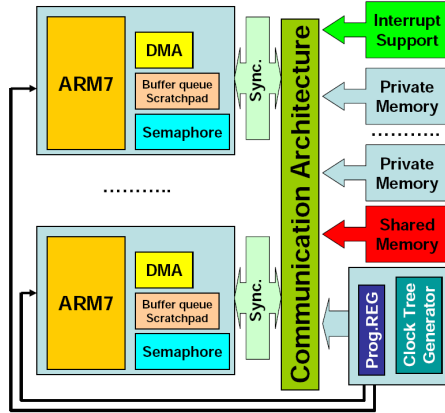 ARM7
DMA
Buffer queue
Scratchpad
Semaphore
Sync.
...........
ARM7
DMA
Buffer queue
Scratchpad
Semaphore
Sync.
Communication Architecture
Interrupt
Support
Private
Memory
............
Private
Memory
Shared
Memory
Prog.REG
Clock Tree
Generator